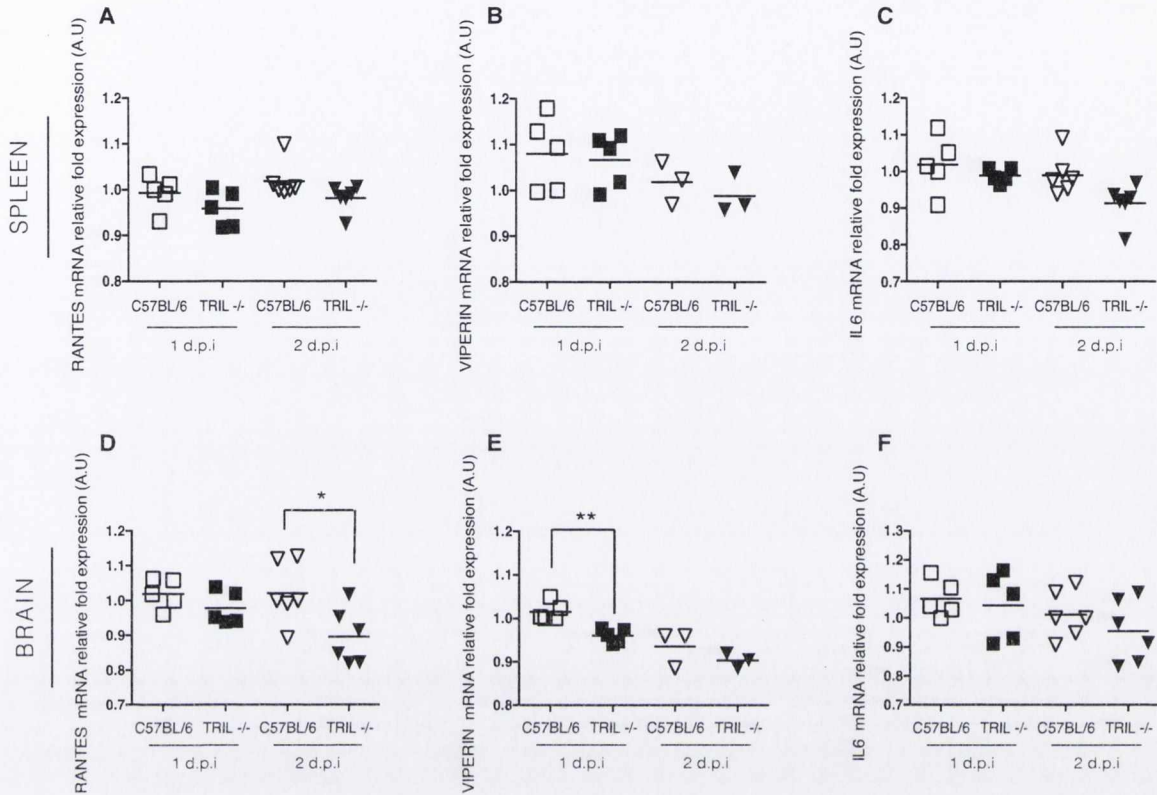 SPLEEN
A
RANTES mRNA relative fold expression (A.U)
1.2
1.1
1.0
0.9
0.8
C57BL/6 TRIL -/- C57BL/6 TRIL -/-
1 d.p.i 2 d.p.i
B
VIPERIN mRNA relative fold expression (A.U)
1.2
1.1
1.0
0.9
0.8
C57BL/6 TRIL -/- C57BL/6 TRIL -/-
1 d.p.i 2 d.p.i
C
IL6 mRNA relative fold expression (A.U)
1.2
1.1
1.0
0.9
0.8
0.7
C57BL/6 TRIL -/- C57BL/6 TRIL -/-
1 d.p.i 2 d.p.i
BRAIN
D
RANTES mRNA relative fold expression (A.U)
*
1.2
1.1
1.0
0.9
0.8
0.7
C57BL/6 TRIL -/- C57BL/6 TRIL -/-
1 d.p.i 2 d.p.i
E
VIPERIN mRNA relative fold expression (A.U)
**
1.2
1.1
1.0
0.9
0.8
C57BL/6 TRIL -/- C57BL/6 TRIL -/-
1 d.p.i 2 d.p.i
F
IL6 mRNA relative fold expression (A.U)
1.3
1.2
1.1
1.0
0.9
0.8
0.7
C57BL/6 TRIL -/- C57BL/6 TRIL -/-
1 d.p.i 2 d.p.i